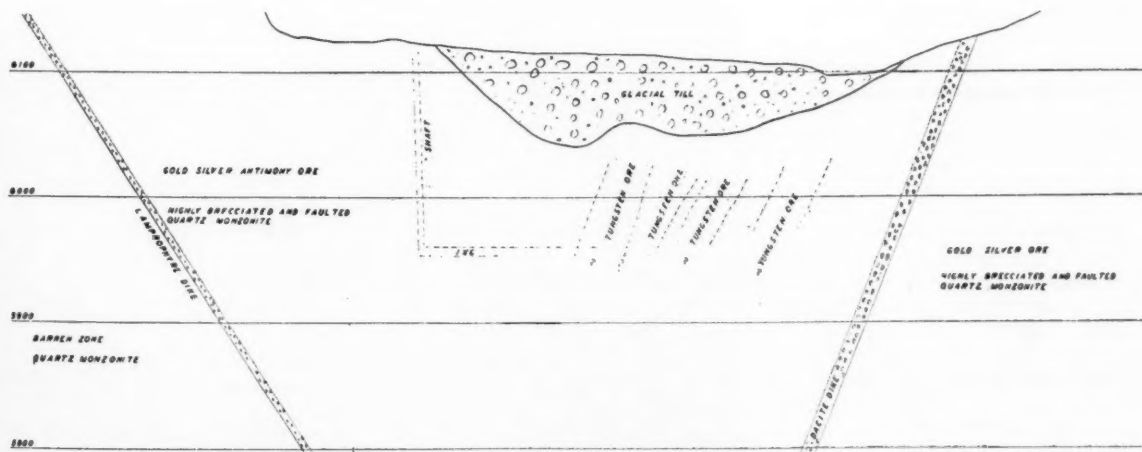 6100
GLACIAL TILL
SHAFT
GOLD SILVER ANTIMONY ORE
TUNGSTEN ORE
TUNGSTEN ORE
TUNGSTEN ORE
TUNGSTEN ORE
6000
HIGHLY BRECCIATED AND FAULTED
QUARTZ MONZONITE
LAMPROPHYRE DIKE
GOLD SILVER ORE
HIGHLY BRECCIATED AND FAULTED
QUARTZ MONZONITE
5900
BARREN ZONE
QUARTZ MONZONITE
DACITE DIKE
5800